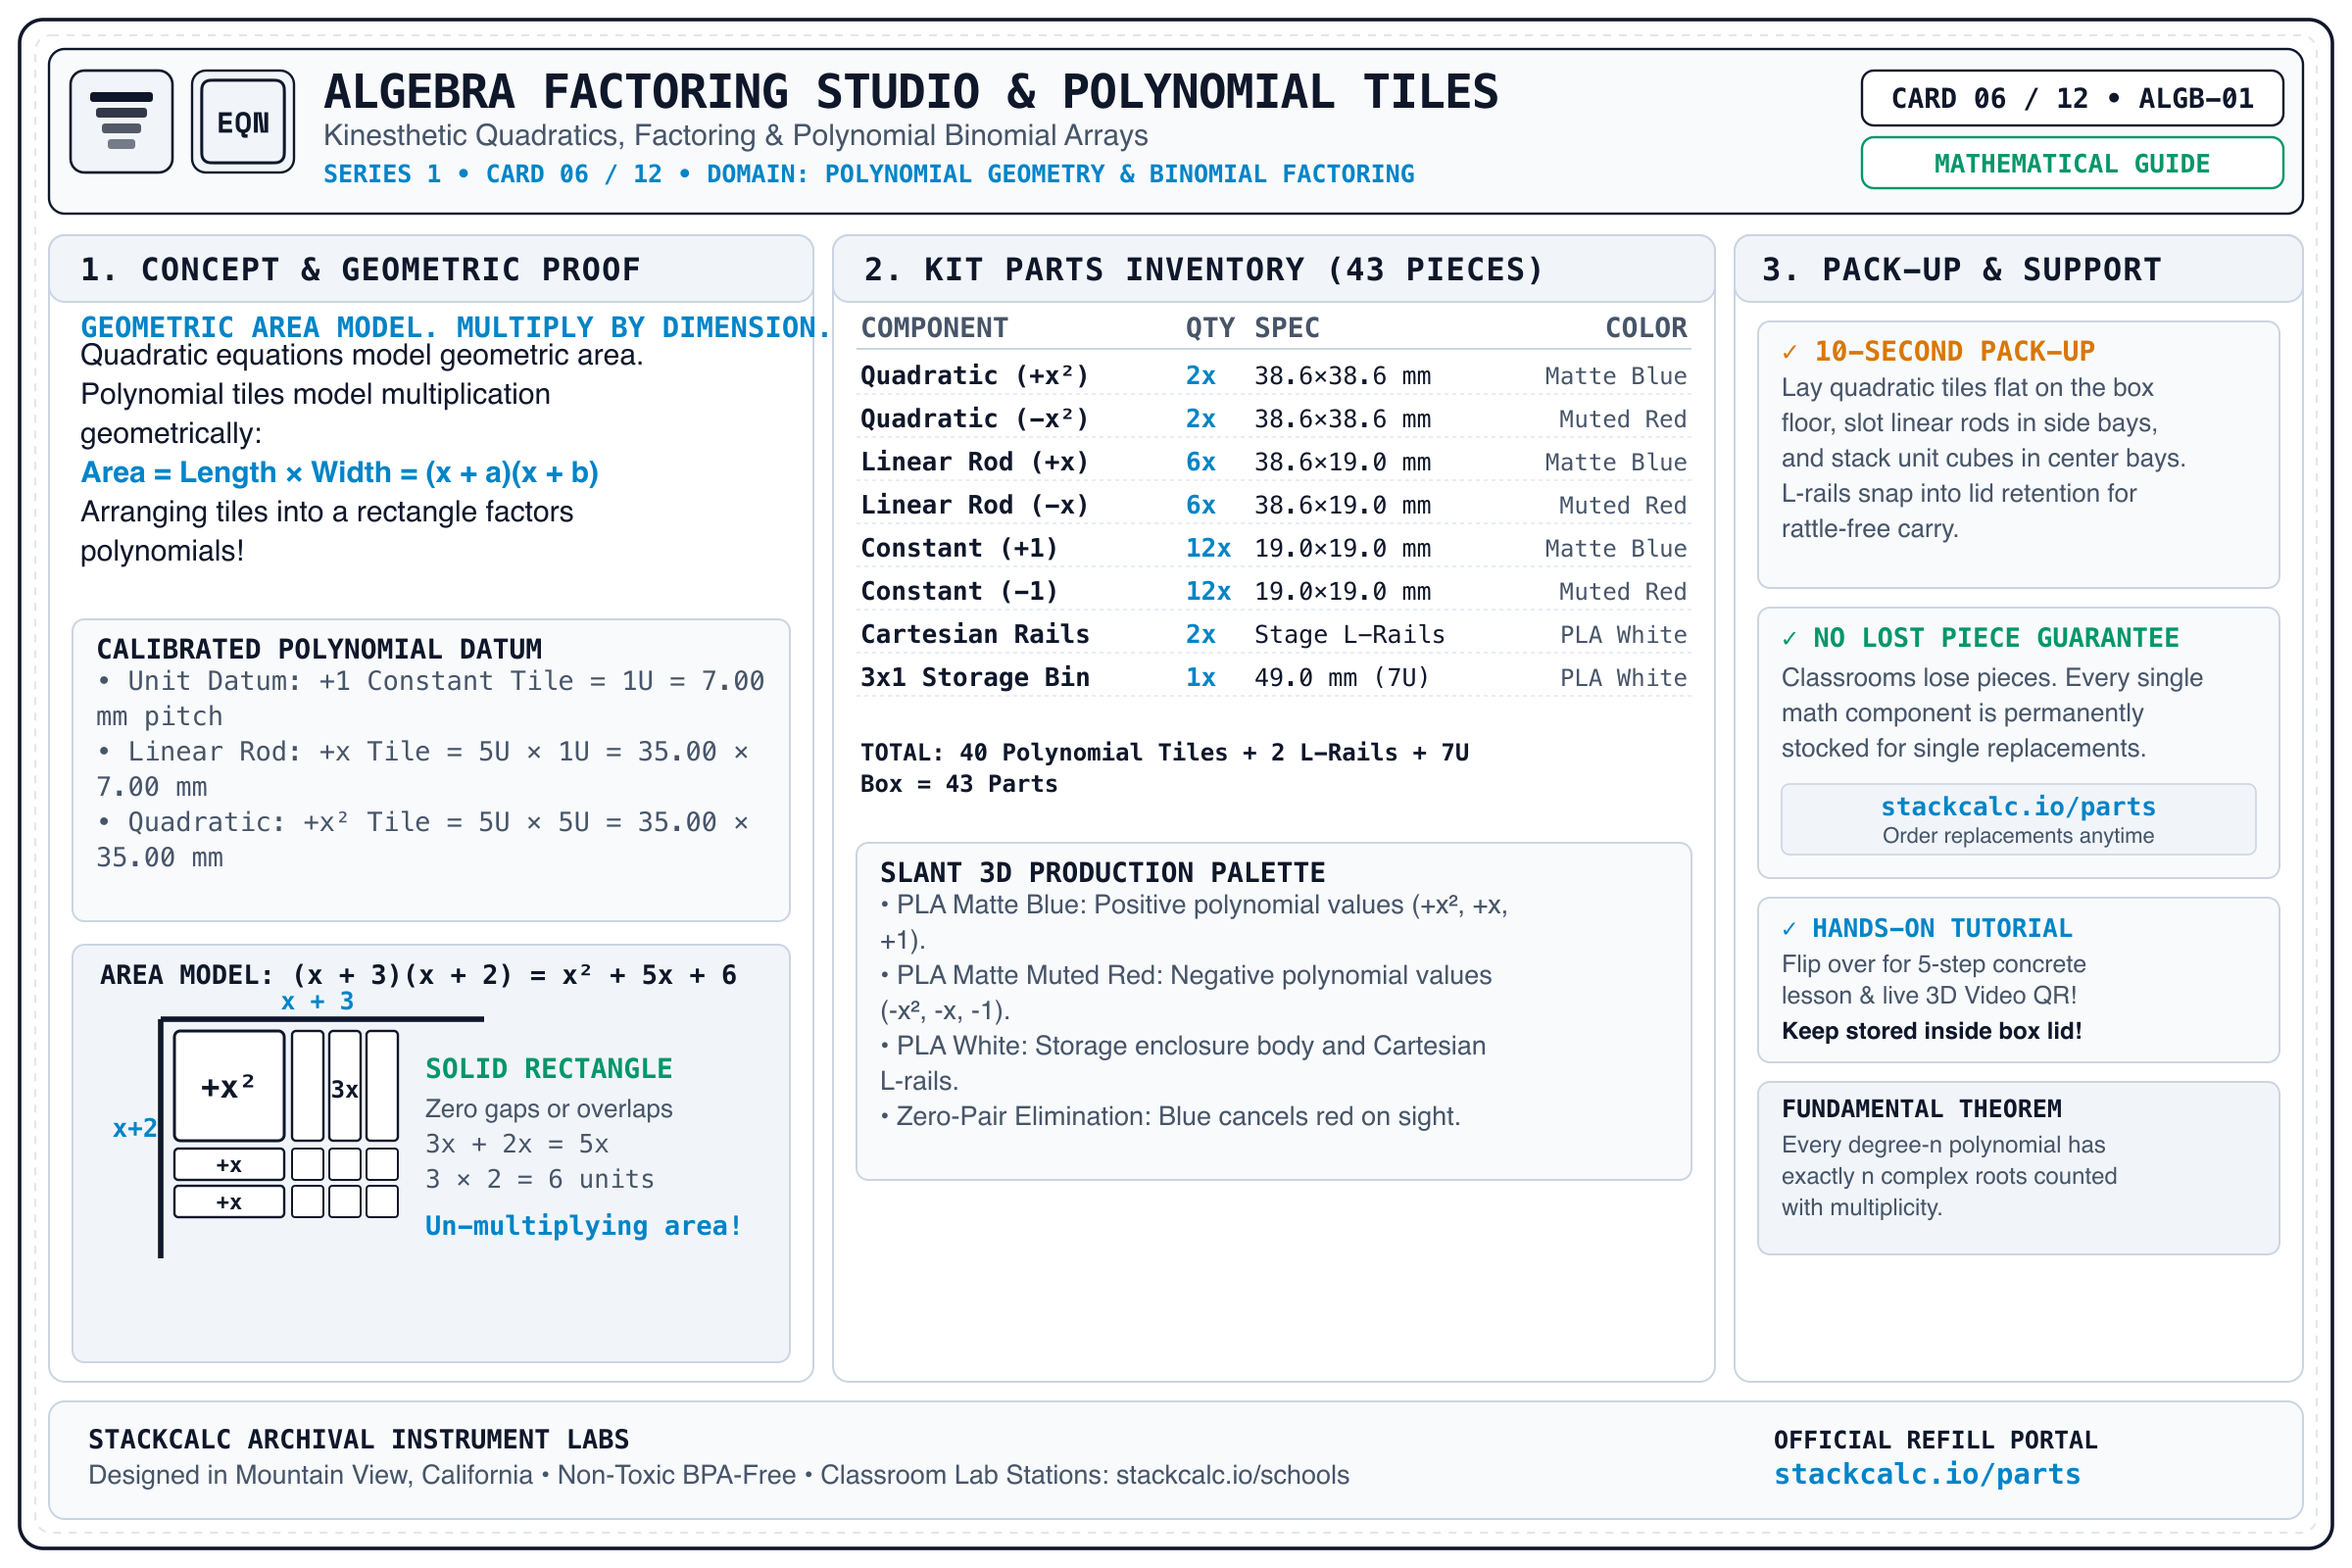 EQN
ALGEBRA FACTORING STUDIO & POLYNOMIAL TILES
Kinesthetic Quadratics, Factoring & Polynomial Binomial Arrays
SERIES 1 • CARD 06 / 12 • DOMAIN: POLYNOMIAL GEOMETRY & BINOMIAL FACTORING
CARD 06 / 12 • ALGB–01
MATHEMATICAL GUIDE
1. CONCEPT & GEOMETRIC PROOF
GEOMETRIC AREA MODEL. MULTIPLY BY DIMENSION.
Quadratic equations model geometric area.
Polynomial tiles model multiplication
geometrically:
Area = Length × Width = (x + a)(x + b)
Arranging tiles into a rectangle factors
polynomials!
CALIBRATED POLYNOMIAL DATUM
• Unit Datum: +1 Constant Tile = 1U = 7.00
mm pitch
• Linear Rod: +x Tile = 5U × 1U = 35.00 ×
7.00 mm
• Quadratic: +x² Tile = 5U × 5U = 35.00 ×
35.00 mm
AREA MODEL: (x + 3)(x + 2) = x² + 5x + 6
x + 3
x+2
+x²
3x
+x
+x
SOLID RECTANGLE
Zero gaps or overlaps
3x + 2x = 5x
3 × 2 = 6 units
Un–multiplying area!
2. KIT PARTS INVENTORY (43 PIECES)
COMPONENT QTY SPEC COLOR
Quadratic (+x²) 2x 38.6×38.6 mm Matte Blue
Quadratic (–x²) 2x 38.6×38.6 mm Muted Red
Linear Rod (+x) 6x 38.6×19.0 mm Matte Blue
Linear Rod (–x) 6x 38.6×19.0 mm Muted Red
Constant (+1) 12x 19.0×19.0 mm Matte Blue
Constant (–1) 12x 19.0×19.0 mm Muted Red
Cartesian Rails 2x Stage L–Rails PLA White
3x1 Storage Bin 1x 49.0 mm (7U) PLA White
TOTAL: 40 Polynomial Tiles + 2 L–Rails + 7U
Box = 43 Parts
SLANT 3D PRODUCTION PALETTE
• PLA Matte Blue: Positive polynomial values (+x², +x,
+1).
• PLA Matte Muted Red: Negative polynomial values
(-x², -x, -1).
• PLA White: Storage enclosure body and Cartesian
L-rails.
• Zero-Pair Elimination: Blue cancels red on sight.
3. PACK–UP & SUPPORT
✓ 10–SECOND PACK–UP
Lay quadratic tiles flat on the box
floor, slot linear rods in side bays,
and stack unit cubes in center bays.
L-rails snap into lid retention for
rattle-free carry.
✓ NO LOST PIECE GUARANTEE
Classrooms lose pieces. Every single
math component is permanently
stocked for single replacements.
stackcalc.io/parts
Order replacements anytime
✓ HANDS–ON TUTORIAL
Flip over for 5-step concrete
lesson & live 3D Video QR!
Keep stored inside box lid!
FUNDAMENTAL THEOREM
Every degree-n polynomial has
exactly n complex roots counted
with multiplicity.
STACKCALC ARCHIVAL INSTRUMENT LABS
Designed in Mountain View, California • Non-Toxic BPA-Free • Classroom Lab Stations: stackcalc.io/schools
OFFICIAL REFILL PORTAL
stackcalc.io/parts